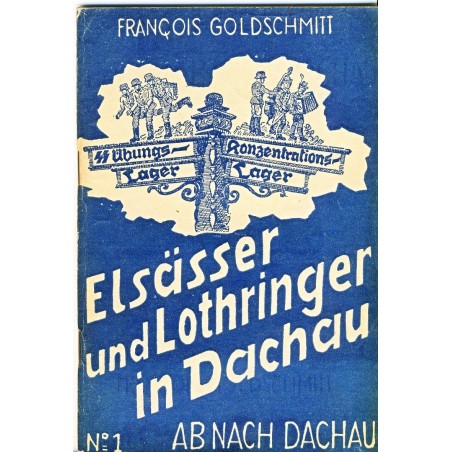 FRANÇOIS GOLDSCHMITT
SS Übungs-
Lager
Konzentrations-
Lager
Elsässer
und Lothringer
in Dachau
Nº 1 AB NACH DACHAU